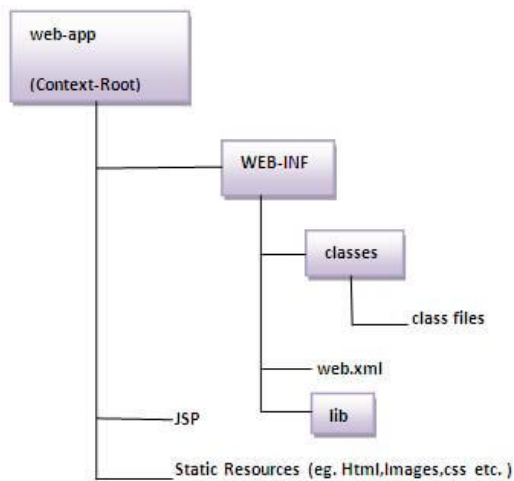 web-app
(Context-Root)
WEB-INF
classes
class files
web.xml
lib
JSP
Static Resources (eg. Html,Images,css etc. )